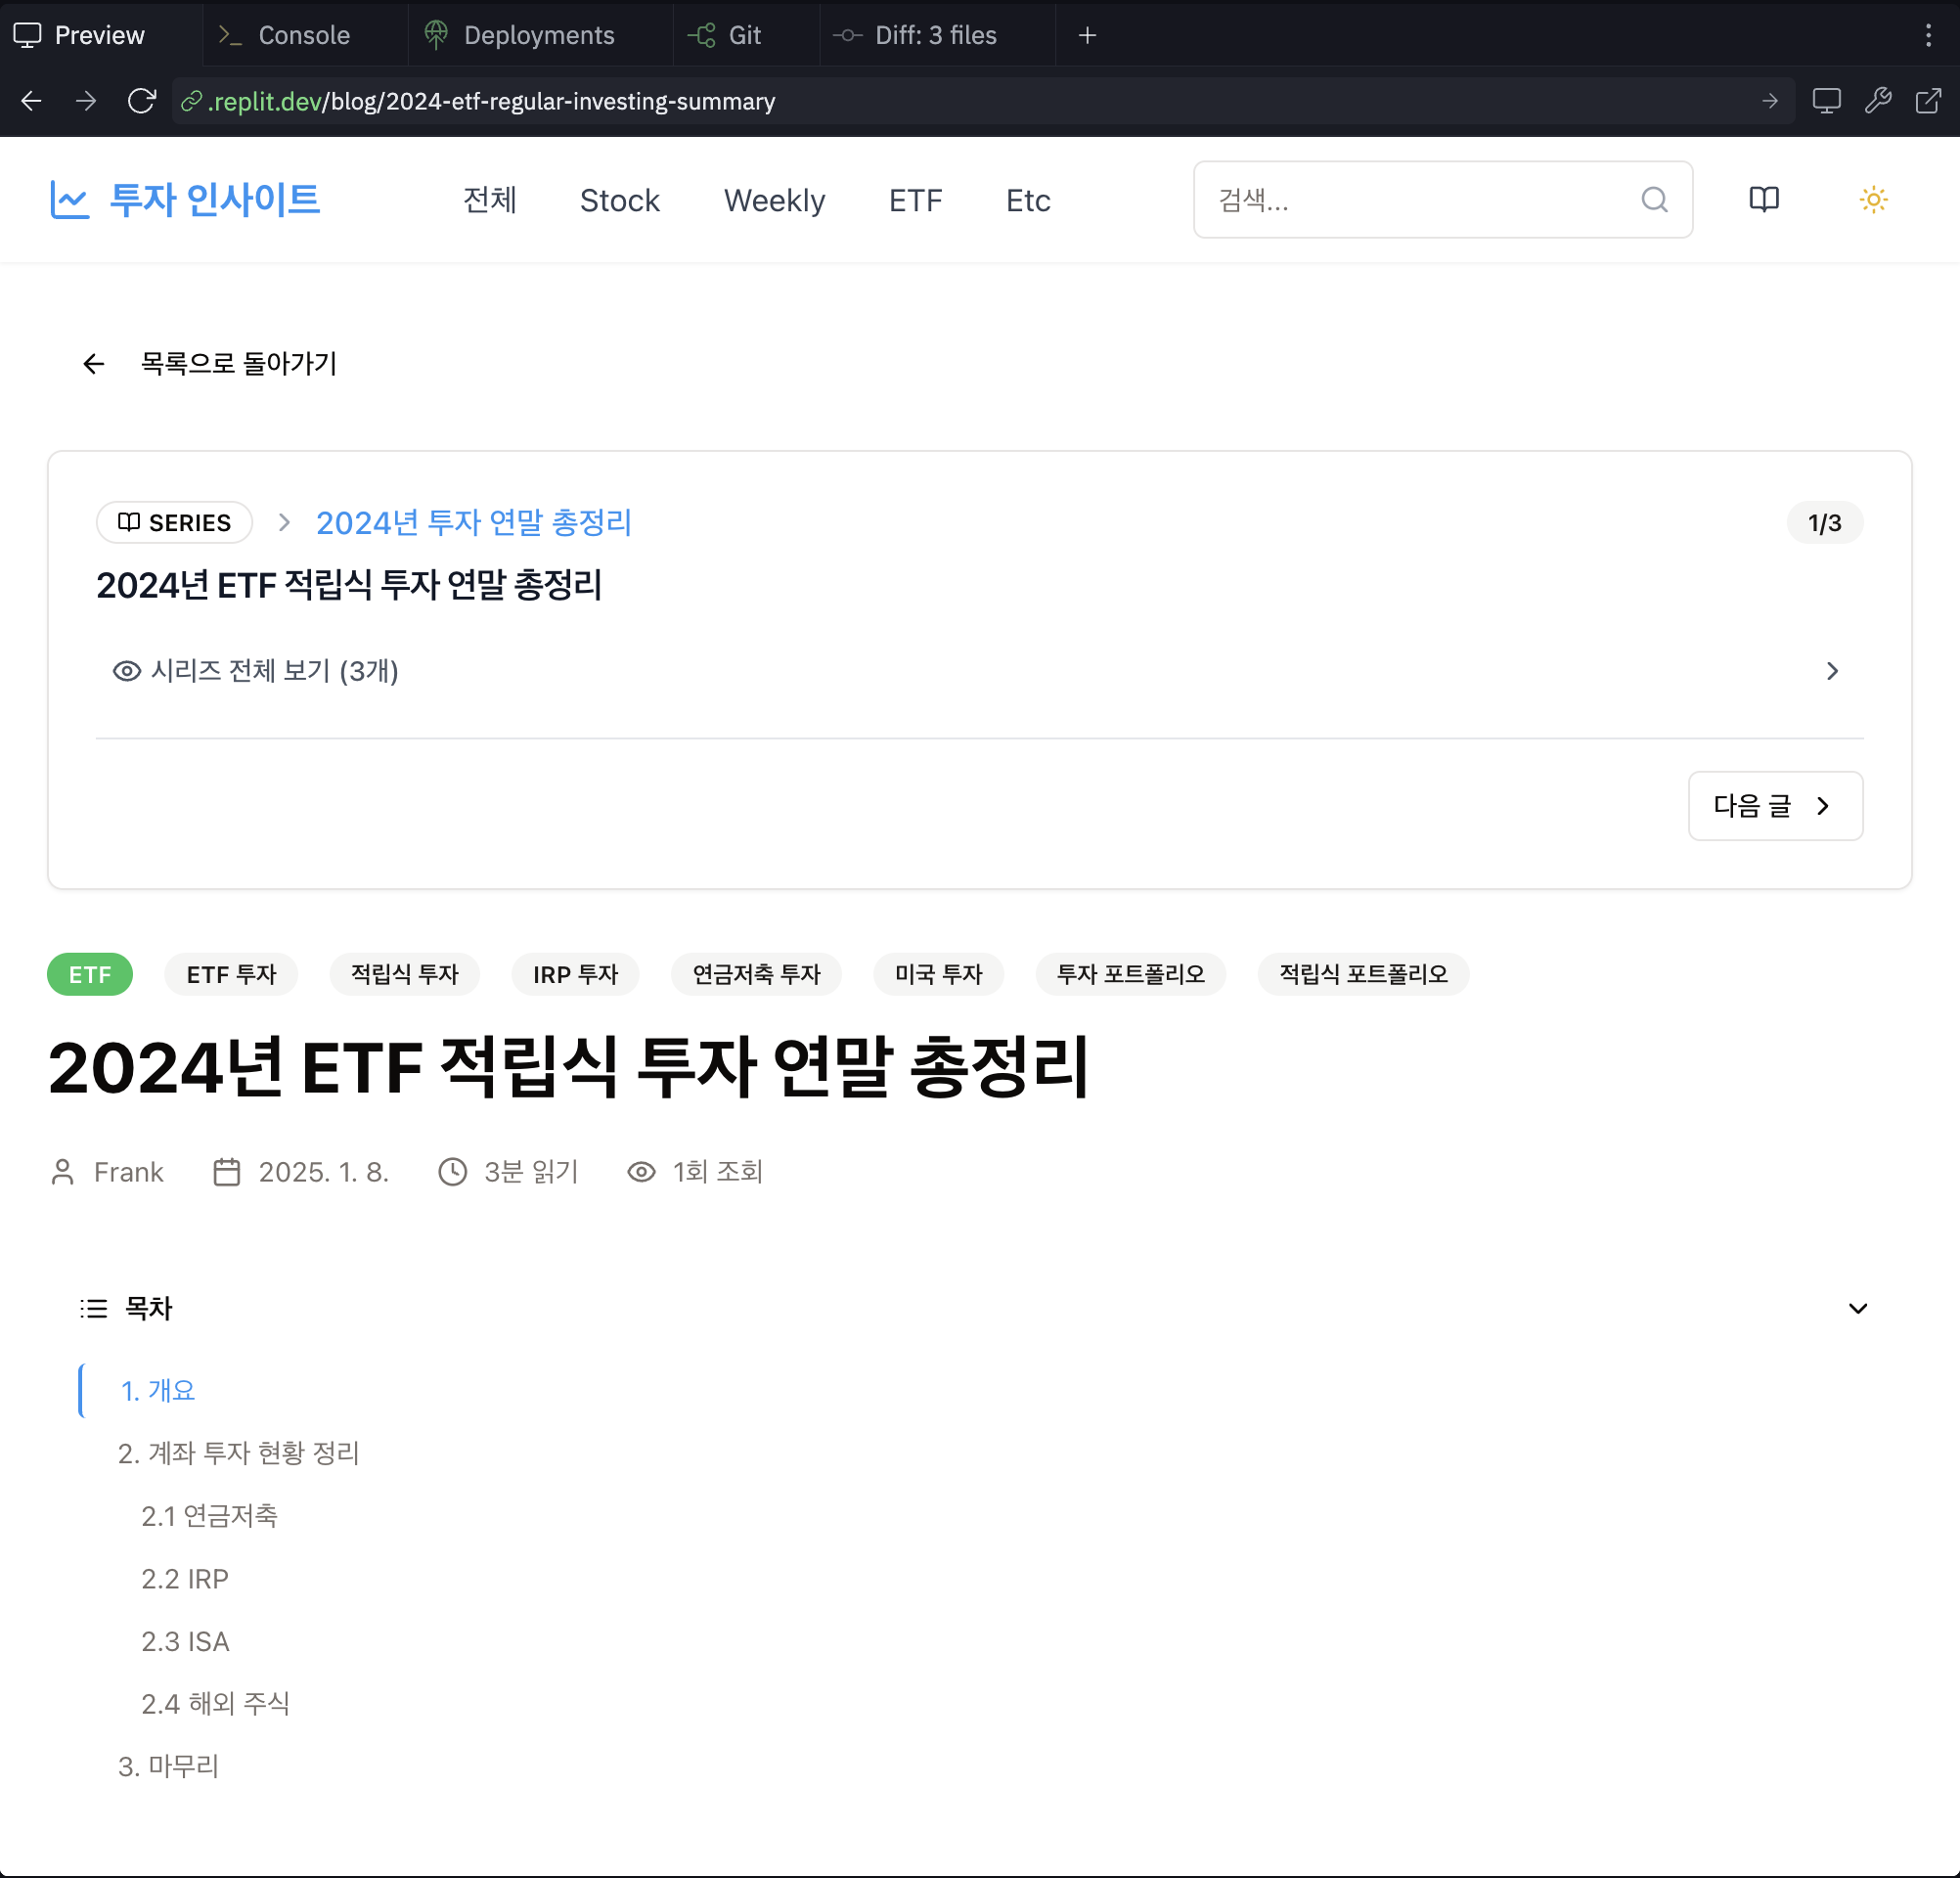 Preview Console Deployments Git Diff: 3 files
.replit.dev/blog/2024-etf-regular-investing-summary
투자 인사이트 전체 Stock Weekly ETF Etc 검색...
목록으로 돌아가기
SERIES 2024년 투자 연말 총정리 1/3
2024년 ETF 적립식 투자 연말 총정리
시리즈 전체 보기 (3개)
다음 글
ETF ETF 투자 적립식 투자 IRP 투자 연금저축 투자 미국 투자 투자 포트폴리오 적립식 포트폴리오
2024년 ETF 적립식 투자 연말 총정리
Frank 2025. 1. 8. 3분 읽기 1회 조회
목차
1. 개요
2. 계좌 투자 현황 정리
2.1 연금저축
2.2 IRP
2.3 ISA
2.4 해외 주식
3. 마무리